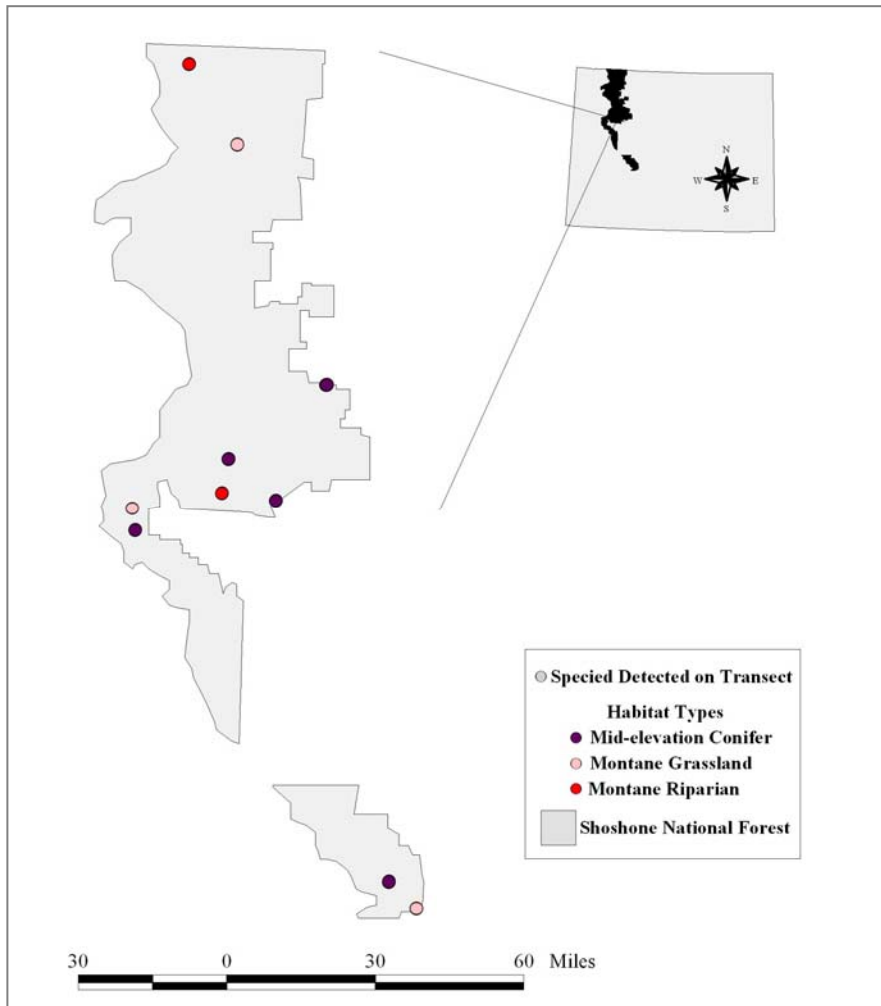 N
W E
S
Specied Detected on Transect
Habitat Types
Mid-elevation Conifer
Montane Grassland
Montane Riparian
Shoshone National Forest
30 0 30 60 Miles